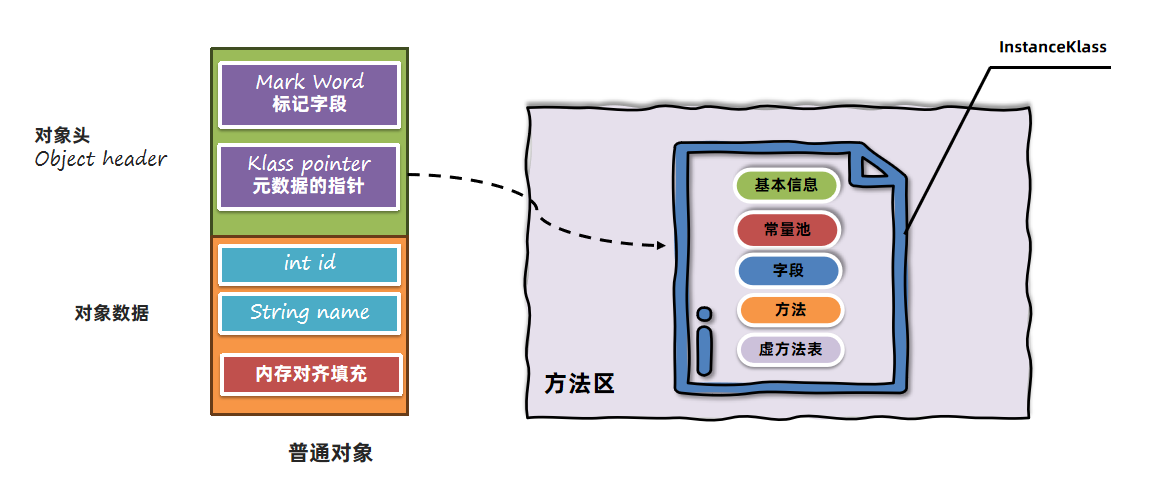 InstanceKlass
Mark Word
标记字段
对象头
Object header
Klass pointer
元数据的指针
int id
String name
对象数据
内存对齐填充
普通对象
基本信息
常量池
字段
方法
虚方法表
方法区